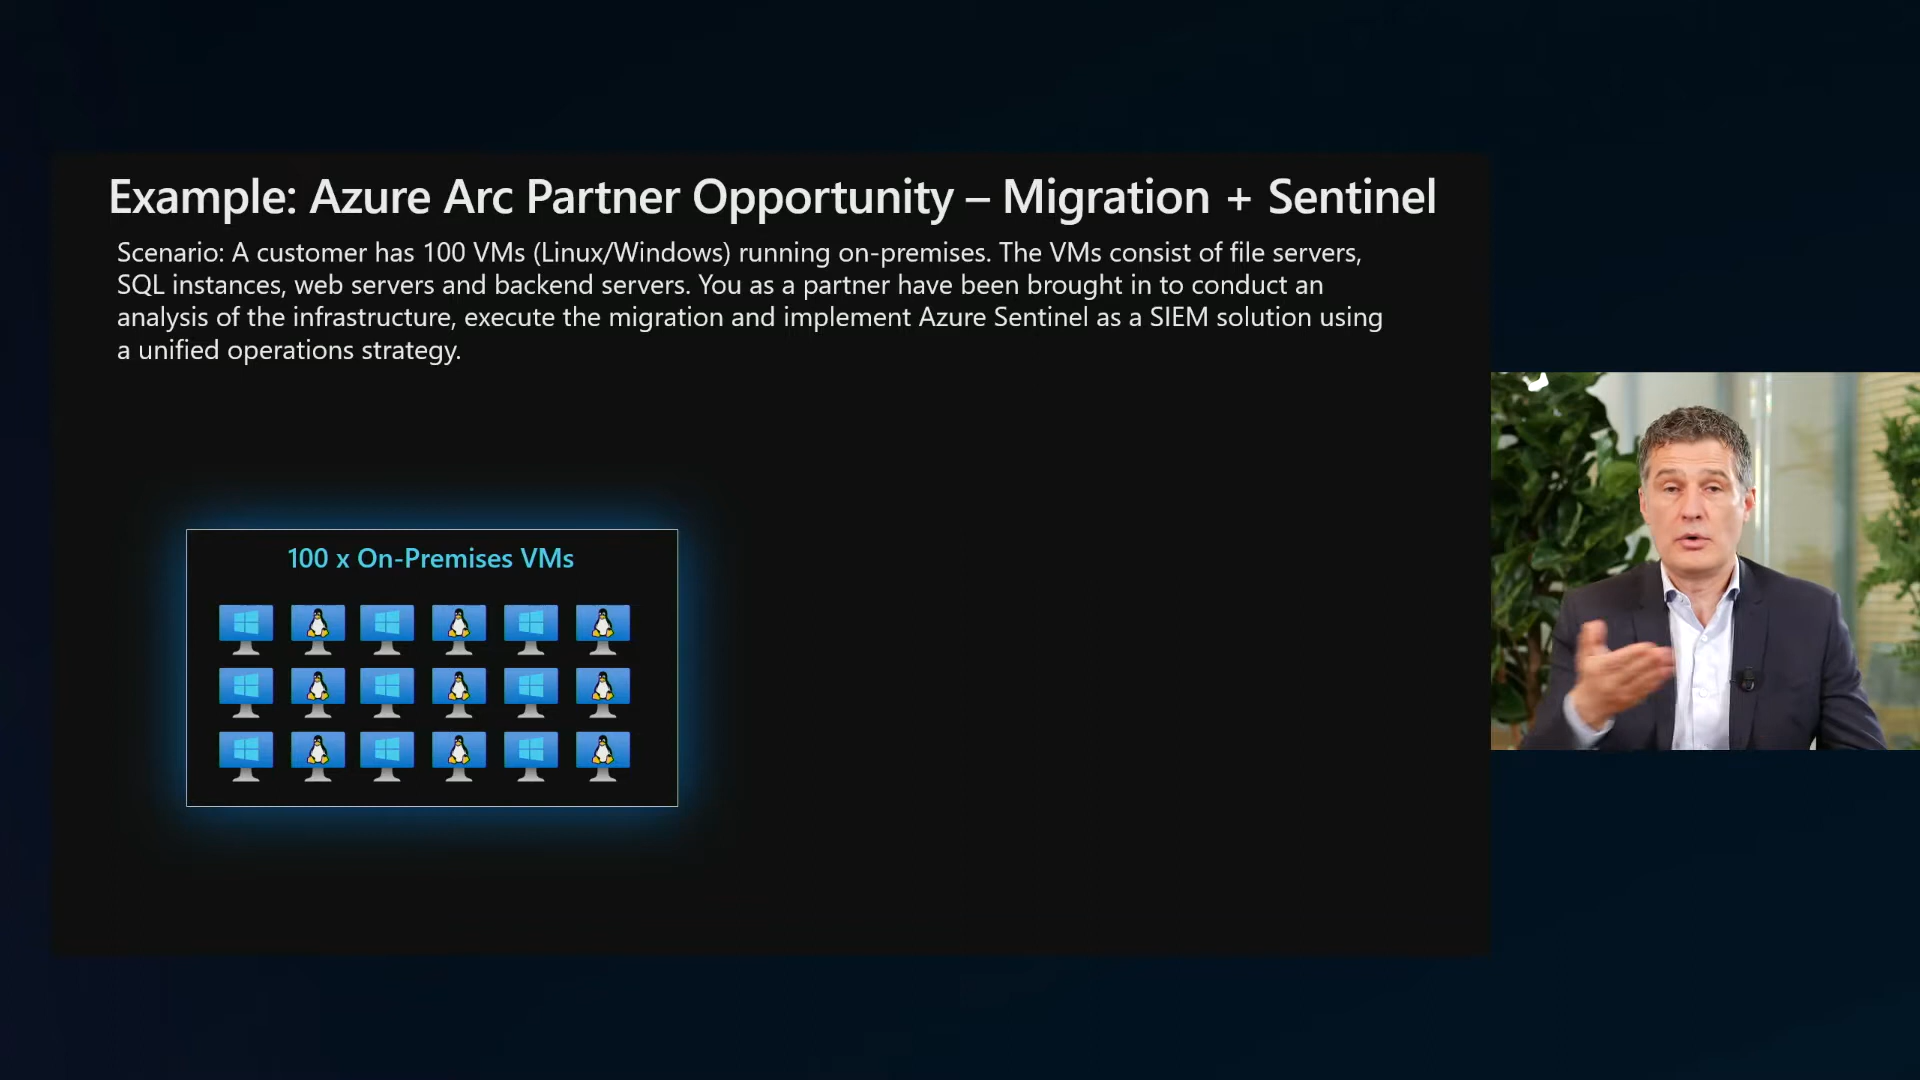 Example: Azure Arc Partner Opportunity – Migration + Sentinel
Scenario: A customer has 100 VMs (Linux/Windows) running on-premises. The VMs consist of file servers,
SQL instances, web servers and backend servers. You as a partner have been brought in to conduct an
analysis of the infrastructure, execute the migration and implement Azure Sentinel as a SIEM solution using
a unified operations strategy.
100 x On-Premises VMs